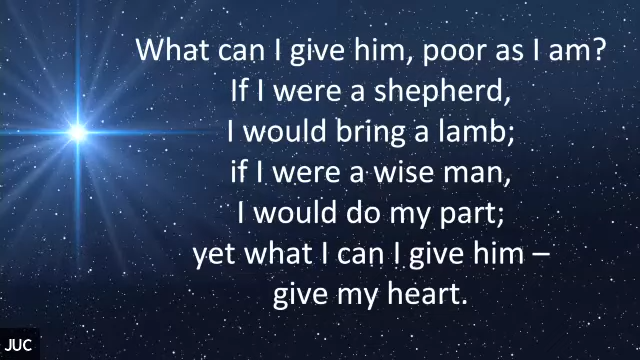 What can I give him, poor as I am?
If I were a shepherd,
I would bring a lamb;
if I were a wise man,
I would do my part;
yet what I can I give him –
give my heart.
JUC